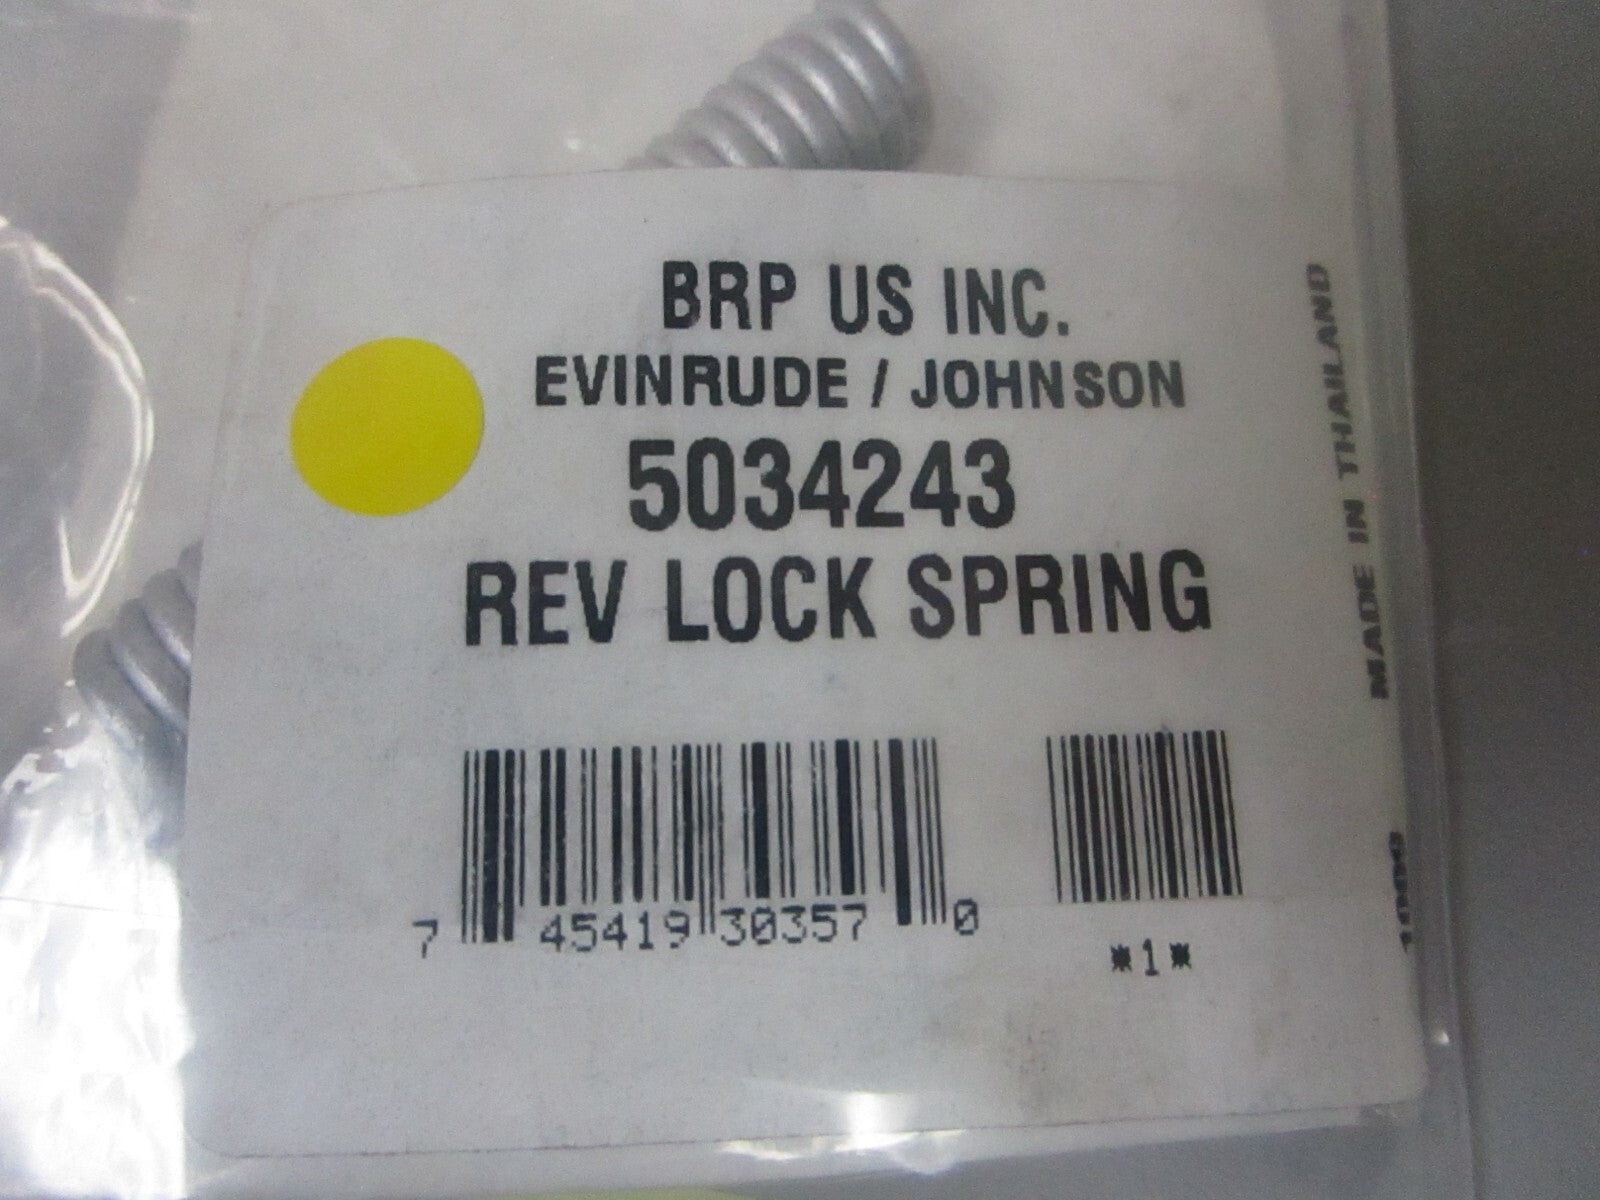 BRP US INC.
EVINRUDE / JOHNSON
5034243
REV LOCK SPRING
7 45419 30357 0
*1*
MADE IN THAILAND